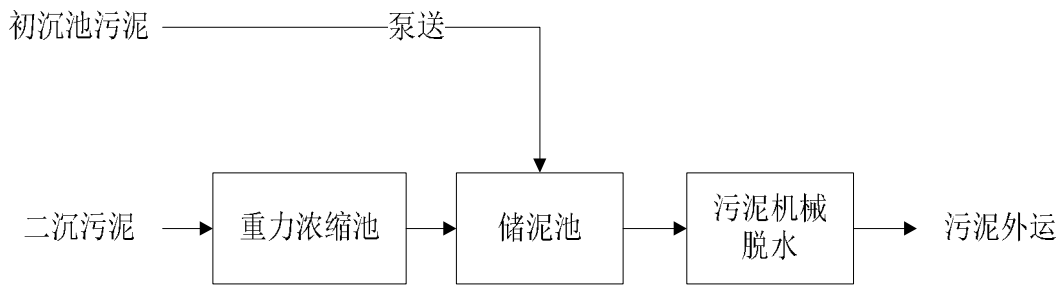 初沉池污泥
泵送
二沉污泥
重力浓缩池
储泥池
污泥机械
脱水
污泥外运